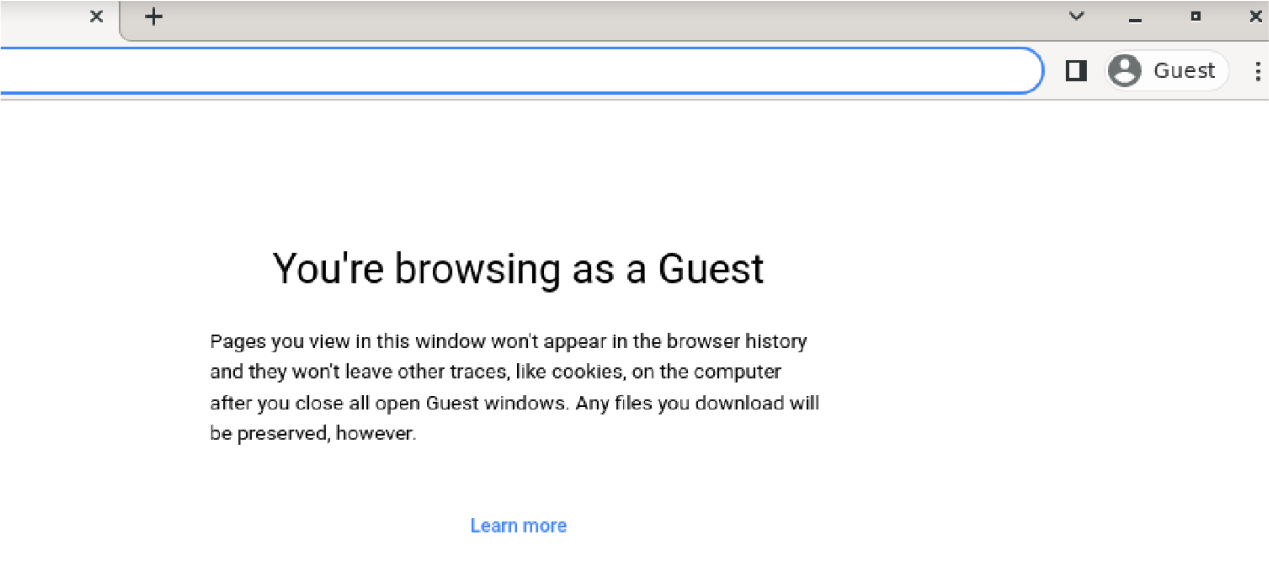 Guest
You're browsing as a Guest
Pages you view in this window won't appear in the browser history
and they won't leave other traces, like cookies, on the computer
after you close all open Guest windows. Any files you download will
be preserved, however.
Learn more